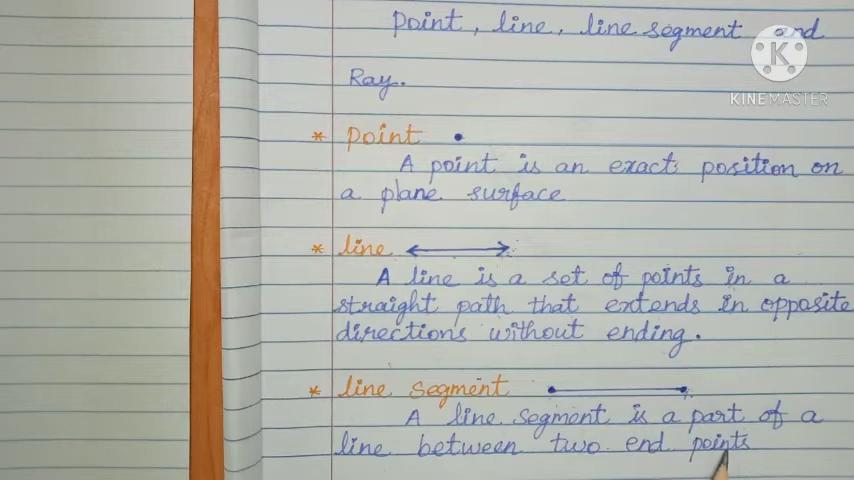 Point, line, line segment and
Ray.
KINEMASTER
* Point
A point is an exact position on
a plane surface
* line
A line is a set of points in a
straight path that extends in opposite
directions without ending.
* line segment
A line segment is a part of a
line between two end points